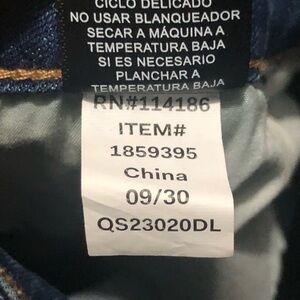 CICLO DELICADO
NO USAR BLANQUEADOR
SECAR A MÁQUINA A
TEMPERATURA BAJA
SI ES NECESARIO
PLANCHAR A
TEMPERATURA BAJA
RN#114186
ITEM#
1859395
China
09/30
QS23020DL